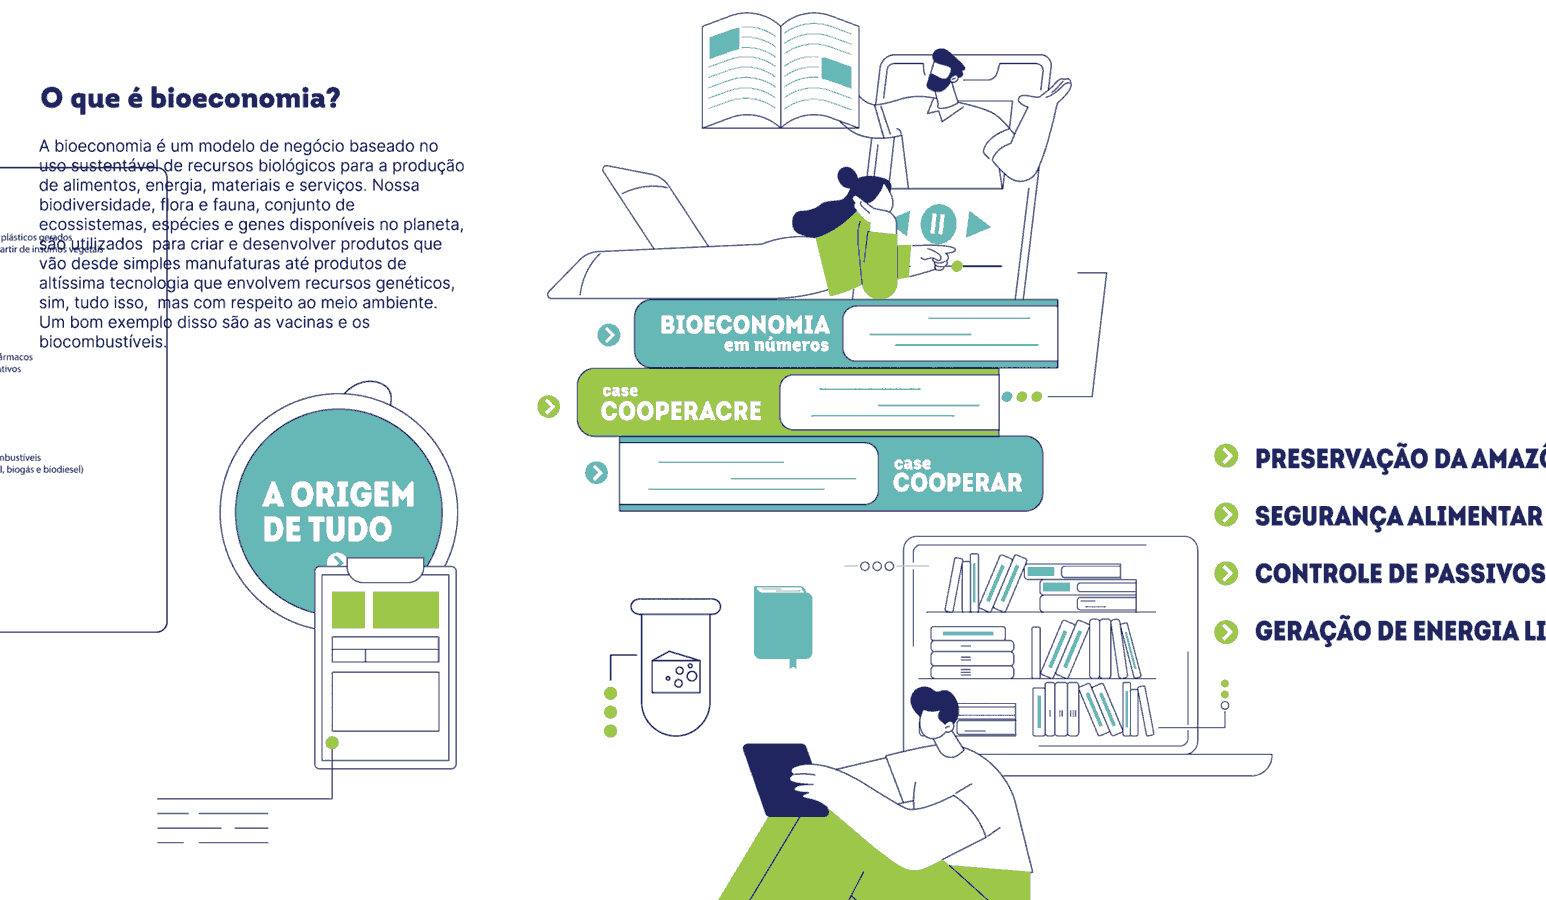 O que é bioeconomia?
A bioeconomia é um modelo de negócio baseado no
uso sustentável de recursos biológicos para a produção
de alimentos, energia, materiais e serviços. Nossa
biodiversidade, flora e fauna, conjunto de
ecossistemas, espécies e genes disponíveis no planeta,
são utilizados para criar e desenvolver produtos que
vão desde simples manufaturas até produtos de
altíssima tecnologia que envolvem recursos genéticos,
sim, tudo isso, mas com respeito ao meio ambiente.
Um bom exemplo disso são as vacinas e os
biocombustíveis.
plásticos gerados
artir de insumos vegetais
ármacos
ativos
mbustíveis
l, biogás e biodiesel)
A ORIGEM
DE TUDO
BIOECONOMIA
em números
case
COOPERACRE
case
COOPERAR
PRESERVAÇÃO DA AMAZÔ
SEGURANÇA ALIMENTAR
CONTROLE DE PASSIVOS
GERAÇÃO DE ENERGIA LI